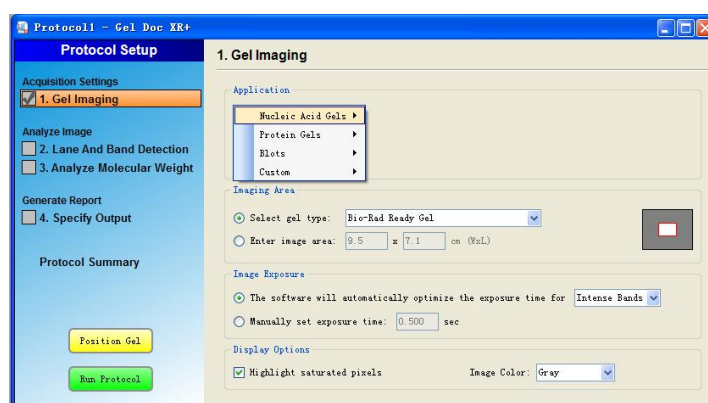 Protocol1 - Gel Doc XR+
Protocol Setup
Acquisition Settings
1. Gel Imaging
Analyze Image
2. Lane And Band Detection
3. Analyze Molecular Weight
Generate Report
4. Specify Output
Protocol Summary
Position Gel
Run Protocol
1. Gel Imaging
Application
Nucleic Acid Gels
Protein Gels
Blots
Custom
Imaging Area
Select gel type: Bio-Rad Ready Gel
Enter image area: 9.5 x 7.1 cm (WxL)
Image Exposure
The software will automatically optimize the exposure time for Intense Bands
Manually set exposure time: 0.500 sec
Display Options
Highlight saturated pixels Image Color: Gray